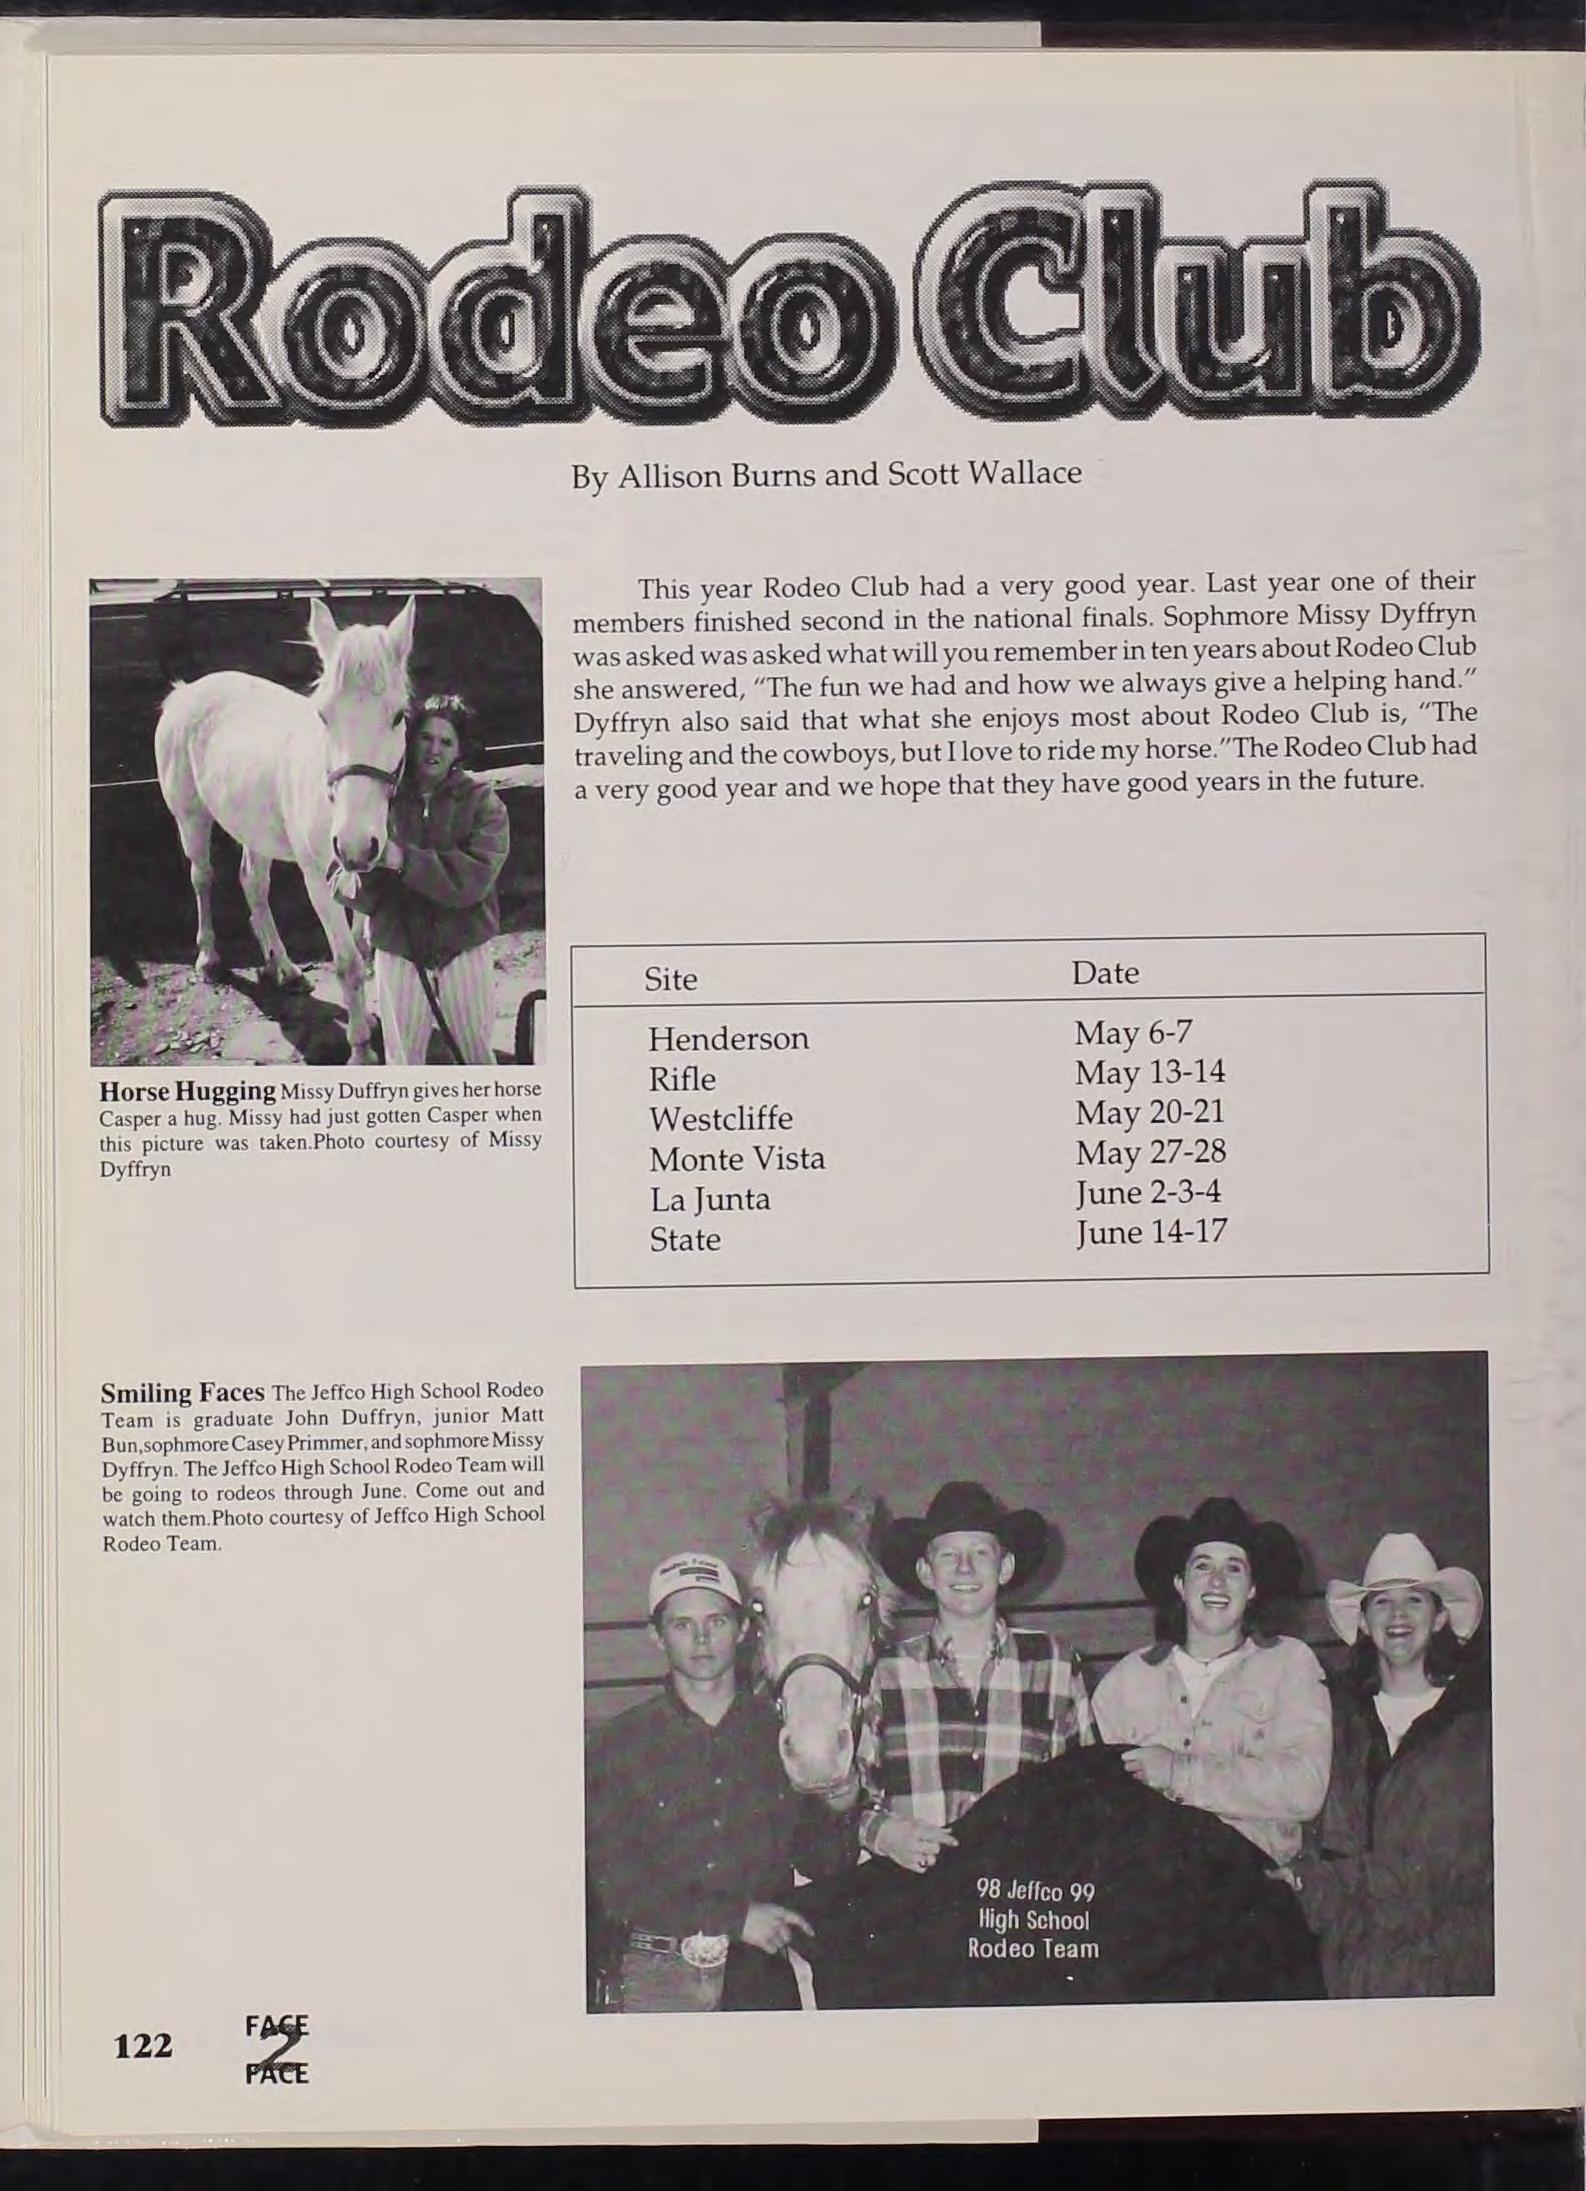 Rodeo Club
By Allison Burns and Scott Wallace
This year Rodeo Club had a very good year. Last year one of their
members finished second in the national finals. Sophmore Missy Dyffryn
was asked was asked what will you remember in ten years about Rodeo Club
she answered, "The fun we had and how we always give a helping hand."
Dyffryn also said that what she enjoys most about Rodeo Club is, "The
traveling and the cowboys, but I love to ride my horse."The Rodeo Club had
a very good year and we hope that they have good years in the future.
Horse Hugging Missy Duffryn gives her horse
Casper a hug. Missy had just gotten Casper when
this picture was taken.Photo courtesy of Missy
Dyffryn
Site Date
Henderson May 6-7
Rifle May 13-14
Westcliffe May 20-21
Monte Vista May 27-28
La Junta June 2-3-4
State June 14-17
Smiling Faces The Jeffco High School Rodeo
Team is graduate John Duffryn, junior Matt
Bun,sophmore Casey Primmer, and sophmore Missy
Dyffryn. The Jeffco High School Rodeo Team will
be going to rodeos through June. Come out and
watch them.Photo courtesy of Jeffco High School
Rodeo Team.
98 Jeffco 99
High School
Rodeo Team
122
FACE
2
FACE